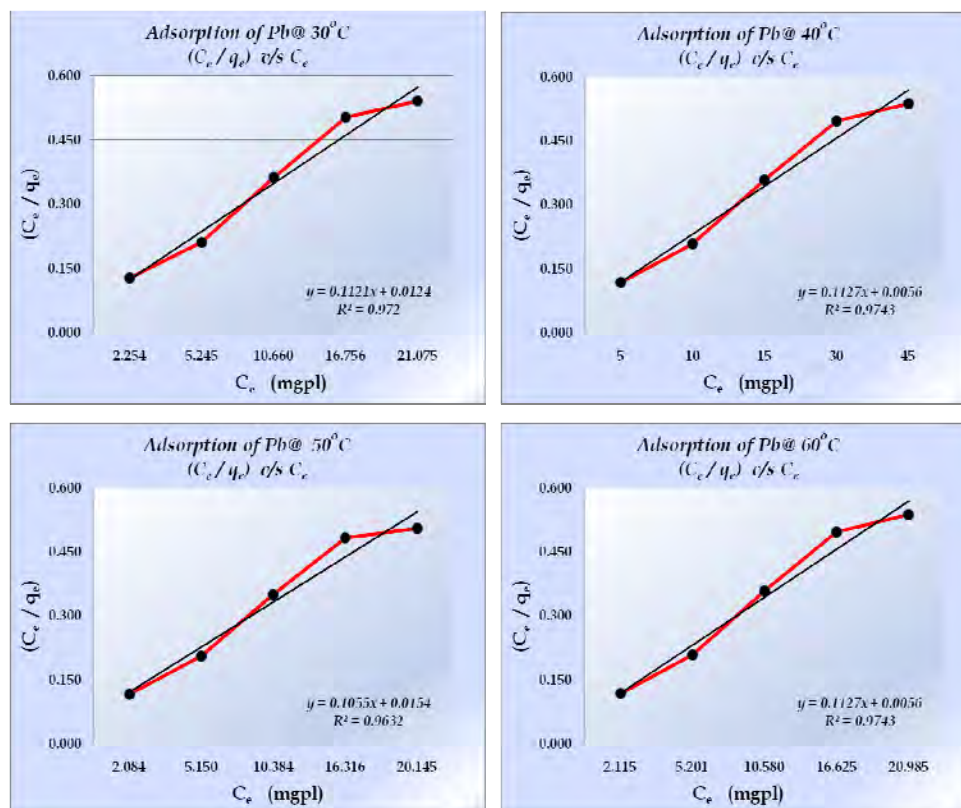 Adsorption of Pb@ 30°C
(Ce / qe) v/s Ce
0.600
0.450
0.300
0.150
0.000
(Ce / qe)
y = 0.1121x + 0.0124
R² = 0.972
2.254 5.245 10.660 16.756 21.075
Ce (mgpl)
Adsorption of Pb@ 40°C
(Ce / qe) v/s Ce
0.600
0.450
0.300
0.150
0.000
(Ce / qe)
y = 0.1127x + 0.0056
R² = 0.9743
5 10 15 30 45
Ce (mgpl)
Adsorption of Pb@ 50°C
(Ce / qe) v/s Ce
0.600
0.450
0.300
0.150
0.000
(Ce / qe)
y = 0.1055x + 0.0154
R² = 0.9632
2.084 5.150 10.384 16.316 20.145
Ce (mgpl)
Adsorption of Pb@ 60°C
(Ce / qe) v/s Ce
0.600
0.450
0.300
0.150
0.000
(Ce / qe)
y = 0.1127x + 0.0056
R² = 0.9743
2.115 5.201 10.580 16.625 20.985
Ce (mgpl)